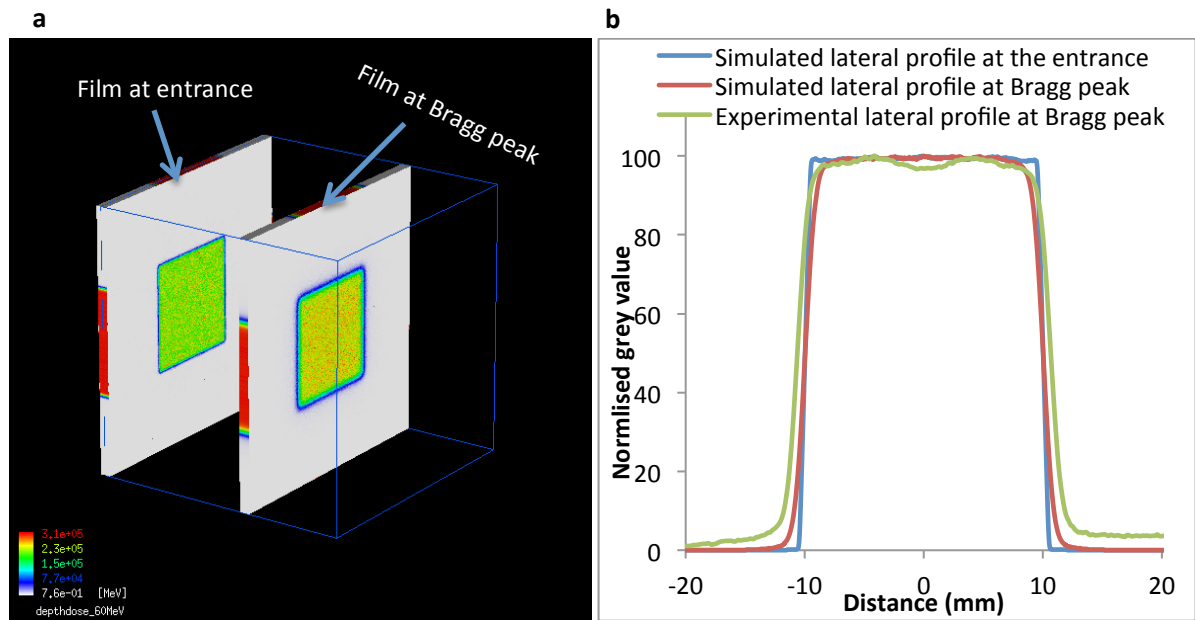 a
Film at entrance
Film at Bragg peak
3.1e+05
2.3e+05
1.5e+05
7.7e+04
7.6e-01 [MeV]
depthdose_60MeV
b
Simulated lateral profile at the entrance
Simulated lateral profile at Bragg peak
Experimental lateral profile at Bragg peak
Normlised grey value
100
80
60
40
20
0
-20 -10 0 10 20
Distance (mm)